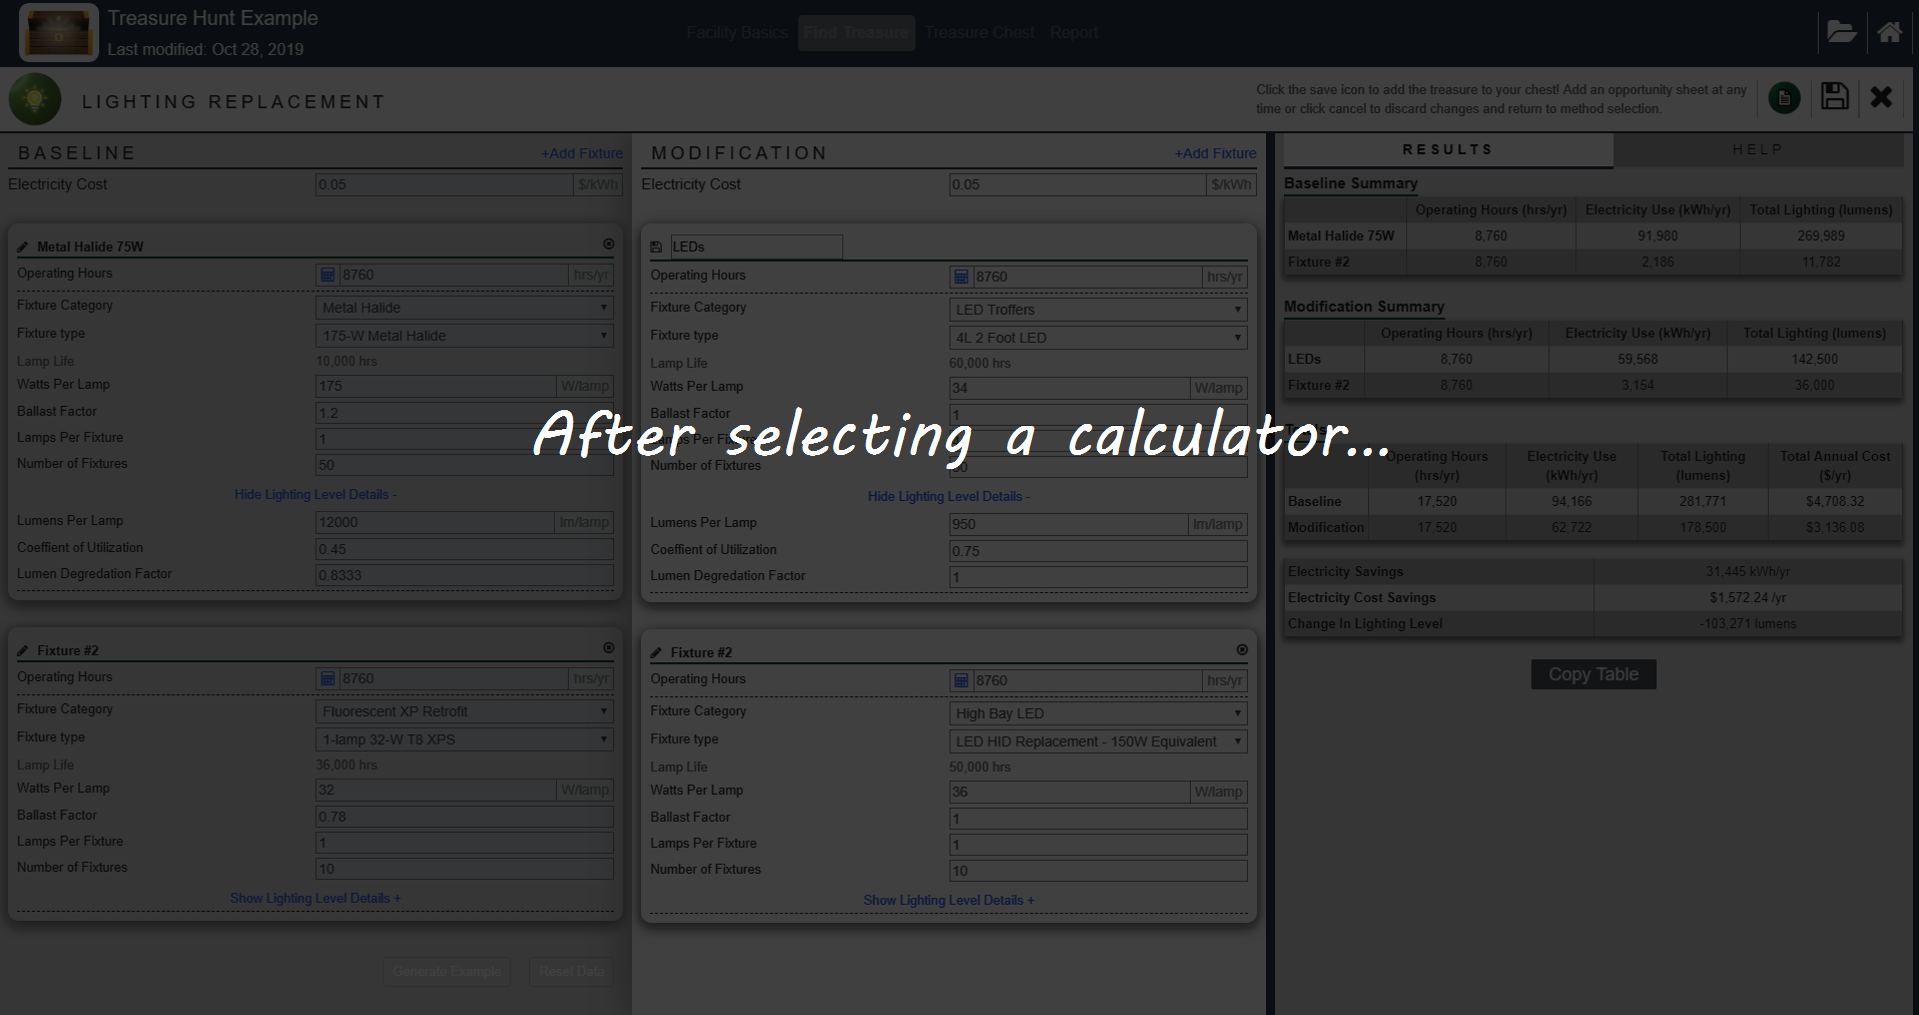 Treasure Hunt Example
Last modified: Oct 28, 2019
Facility Basics Find Treasure Treasure Chest Report
LIGHTING REPLACEMENT
Click the save icon to add the treasure to your chest! Add an opportunity sheet at any
time or click cancel to discard changes and return to method selection.
BASELINE
+Add Fixture
Electricity Cost 0.05 $/kWh
Metal Halide 75W
Operating Hours 8760 hrs/yr
Fixture Category Metal Halide
Fixture type 175-W Metal Halide
Lamp Life 10,000 hrs
Watts Per Lamp 175 W/lamp
Ballast Factor 1.2
Lamps Per Fixture 1
Number of Fixtures 50
Hide Lighting Level Details -
Lumens Per Lamp 12000 lm/lamp
Coeffient of Utilization 0.45
Lumen Degredation Factor 0.8333
Fixture #2
Operating Hours 8760 hrs/yr
Fixture Category Fluorescent XP Retrofit
Fixture type 1-lamp 32-W T8 XPS
Lamp Life 36,000 hrs
Watts Per Lamp 32 W/lamp
Ballast Factor 0.78
Lamps Per Fixture 1
Number of Fixtures 10
Show Lighting Level Details +
Generate Example Reset Data
MODIFICATION
+Add Fixture
Electricity Cost 0.05 $/kWh
LEDs
Operating Hours 8760 hrs/yr
Fixture Category LED Troffers
Fixture type 4L 2 Foot LED
Lamp Life 60,000 hrs
Watts Per Lamp 34 W/lamp
Ballast Factor 1
After selecting a calculator...
Number of Fixtures
Hide Lighting Level Details -
Lumens Per Lamp 950 lm/lamp
Coeffient of Utilization 0.75
Lumen Degredation Factor 1
Fixture #2
Operating Hours 8760 hrs/yr
Fixture Category High Bay LED
Fixture type LED HID Replacement - 150W Equivalent
Lamp Life 50,000 hrs
Watts Per Lamp 36 W/lamp
Ballast Factor 1
Lamps Per Fixture 1
Number of Fixtures 10
Show Lighting Level Details +
RESULTS HELP
Baseline Summary
Operating Hours (hrs/yr) Electricity Use (kWh/yr) Total Lighting (lumens)
Metal Halide 75W 8,760 91,980 269,989
Fixture #2 8,760 2,186 11,782
Modification Summary
Operating Hours (hrs/yr) Electricity Use (kWh/yr) Total Lighting (lumens)
LEDs 8,760 59,568 142,500
Fixture #2 8,760 3,154 36,000
Operating Hours (hrs/yr) Electricity Use (kWh/yr) Total Lighting (lumens) Total Annual Cost ($/yr)
Baseline 17,520 94,166 281,771 $4,708.32
Modification 17,520 62,722 178,500 $3,136.08
Electricity Savings 31,445 kWh/yr
Electricity Cost Savings $1,572.24 /yr
Change In Lighting Level -103,271 lumens
Copy Table